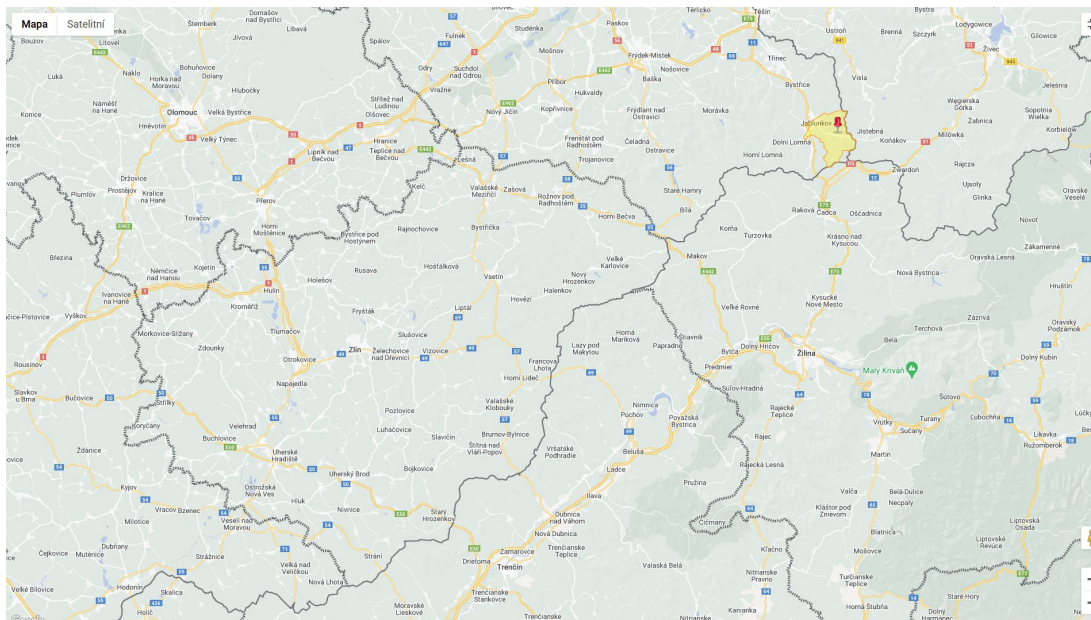 Mapa
Satelitní
Domašov
nad Bystřicí
Šternberk
Jívová
Libavá
Spálov
Fulnek
Studénka
Mošnov
Paskov
Těrlicko
Těšín
Ustroń
Brenna
Szczyrk
Bystra
Łodygowice
Gilowice
Żywiec
Jeleśnia
Bouzov
Litovel
Náklo
Horka nad
Moravou
Bohuňovice
Dolany
Hlubočky
Luká
Náměšť
na Hané
Olomouc
Velká Bystřice
Hněvotín
Velký Týnec
Konice
Odry
Suchdol
nad Odrou
Vražné
Střítež nad
Ludinou
Olšovec
Lipník nad
Bečvou
Hranice
Teplice nad
Bečvou
Nový Jičín
Příbor
Hukvaldy
Kopřivnice
Frýdek-Místek
Baška
Nošovice
Třinec
Bystřice
Wisła
Frýdlant nad
Ostravicí
Morávka
Čeladná
Ostravice
Frenštát pod
Radhoštěm
Trojanovice
Jablunkov
Dolní Lomná
Horní Lomná
Jistebná
Koňákov
Milówka
Węgierska
Górka
Żabnica
Sopotnia
Wielka
Korbielów
Rajcza
Zwardoń
Ujsoły
Glinka
Oravské
Veselé
Držovice
Prostějov
Kralice
na Hané
Plumlov
Tovačov
Přerov
Horní
Moštěnice
Lešná
Kelč
Valašské
Meziříčí
Zašová
Rožnov pod
Radhoštěm
Horní Bečva
Staré Hamry
Bílá
Raková
Čadca
Oščadnica
Korňa
Turzovka
Krásno nad
Kysucou
Novoť
Zákamenné
Oravská Lesná
Hruštín
Březina
Němčice
nad Hanou
Kojetín
Bystřice pod
Hostýnem
Rajnochovice
Bystřička
Ivanovice
na Hané
Vyškov
Hulín
Kroměříž
Holešov
Rusava
Hošťálková
Vsetín
Nový
Hrozenkov
Halenkov
Velké
Karlovice
Makov
Nová Bystrica
Kysucké
Nové Mesto
Veľké Rovné
Morkovice-Slížany
Zdounky
Tlumačov
Fryšták
Slušovice
Liptál
Hovězí
Horná
Mariková
Papradno
Štiavnik
Dolný Hričov
Bytča
Žilina
Belá
Terchová
Zázrivá
Oravský
Podzámok
Rousínov
Otrokovice
Zlín
Želechovice
nad Dřevnicí
Vizovice
Lazy pod
Makytou
Francova
Lhota
Predmier
Malý Kriváň
Dolný Kubín
Slavkov
u Brna
Bučovice
Střílky
Koryčany
Napajedla
Horní Lideč
Súľov-Hradná
Šútovo
Nimnica
Púchov
Považská
Bystrica
Rajecké
Teplice
Vrútky
Sučany
Turany
Ľubochňa
Likavka
Ružomberok
Velehrad
Buchlovice
Pozlovice
Luhačovice
Valašské
Klobouky
Slavičín
Brumov-Bylnice
Štítná nad
Vláří-Popov
Beluša
Rajec
Martin
Ždánice
Uherské
Hradiště
Uherský Brod
Bojkovice
Vršatské
Podhradie
Ladce
Rajecká Lesná
Pružina
Kyjov
Vracov
Bzenec
Ostrožská
Nová Ves
Hluk
Nivnice
Ilava
Valča
Belá-Dulice
Necpaly
Kláštor pod
Znievom
Milotice
Veselí nad
Moravou
Starý
Hrozenkov
Dubnica
nad Váhom
Nová Dubnica
Čičmany
Blatnica
Liptovská
Osada
Liptovské
Revúce
Čejkovice
Dubňany
Mutěnice
Strážnice
Velká nad
Veličkou
Strání
Drietoma
Zamarovce
Trenčianske
Teplice
Trenčín
Kľačno
Mošovce
Valaská Belá
Nitrianske
Pravno
Turčianske
Teplice
Velké Bílovice
Hodonín
Skalica
Holíč
Nová Lhota
Moravské
Lieskové
Trenčianske
Stankovce
Trenčianske
Kanianka
Horná Štubňa
Staré Hory
Dolný
Harmanec
Google